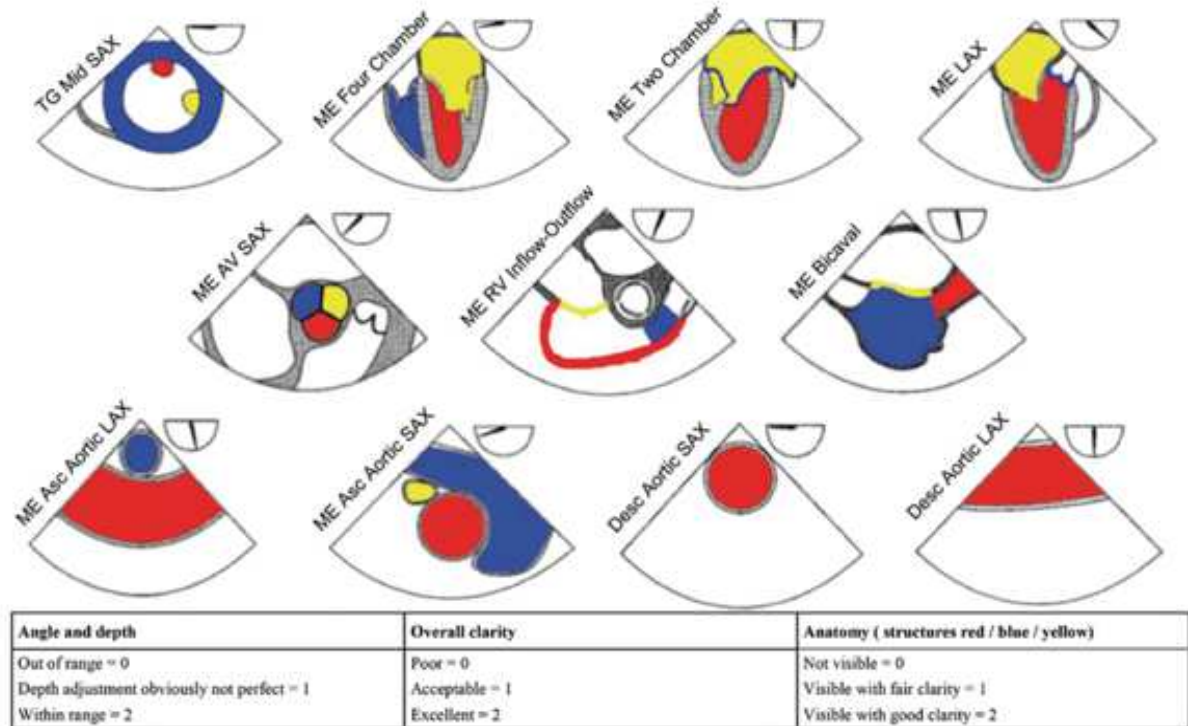 TG Mid SAX
ME Four Chamber
ME Two Chamber
ME LAX
ME AV SAX
ME RV Inflow-Outflow
ME Bicaval
ME Asc Aortic LAX
ME Asc Aortic SAX
Desc Aortic SAX
Desc Aortic LAX
Angle and depth
Overall clarity
Anatomy ( structures red / blue / yellow)
Out of range = 0
Poor = 0
Not visible = 0
Depth adjustment obviously not perfect = 1
Acceptable = 1
Visible with fair clarity = 1
Within range = 2
Excellent = 2
Visible with good clarity = 2